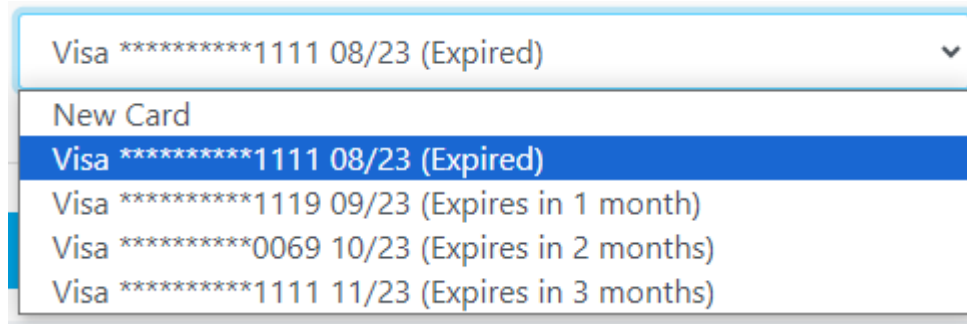 Visa **********1111 08/23 (Expired)
New Card
Visa **********1111 08/23 (Expired)
Visa **********1119 09/23 (Expires in 1 month)
Visa **********0069 10/23 (Expires in 2 months)
Visa **********1111 11/23 (Expires in 3 months)